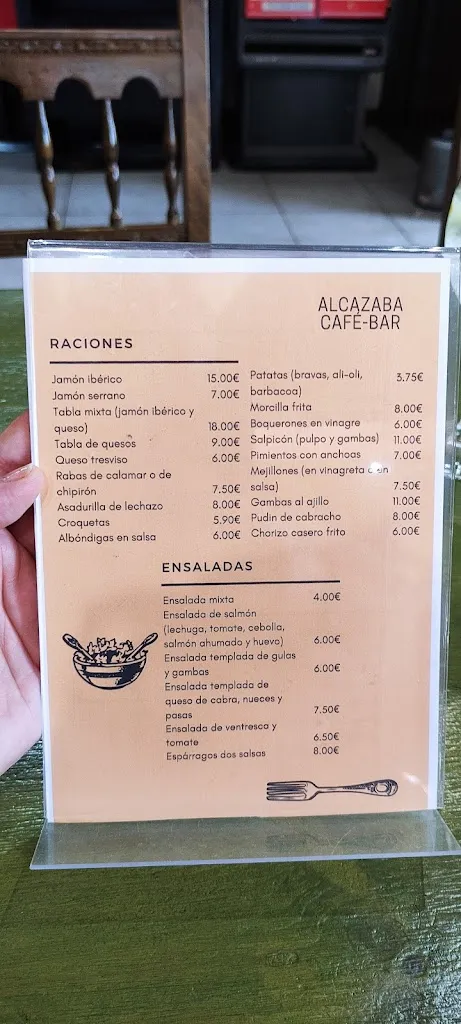 ALCAZABA
CAFÉ-BAR
RACIONES
Jamón ibérico 15.00€
Jamón serrano 7.00€
Tabla mixta (jamón ibérico y
queso) 18.00€
Tabla de quesos 9.00€
Queso tresviso 6.00€
Rabas de calamar o de
chipirón 7.50€
Asadurilla de lechazo 8.00€
Croquetas 5.90€
Albóndigas en salsa 6.00€
Patatas (bravas, ali-oli, 3.75€
barbacoa)
Morcilla frita 8.00€
Boquerones en vinagre 6.00€
Salpicón (pulpo y gambas) 11.00€
Pimientos con anchoas 7.00€
Mejillones (en vinagreta o en
salsa) 7.50€
Gambas al ajillo 11.00€
Pudin de cabracho 8.00€
Chorizo casero frito 6.00€
ENSALADAS
Ensalada mixta 4.00€
Ensalada de salmón
(lechuga, tomate, cebolla,
salmón ahumado y huevo) 6.00€
Ensalada templada de gulas
y gambas 6.00€
Ensalada templada de
queso de cabra, nueces y
pasas 7.50€
Ensalada de ventresca y
tomate 6.50€
Espárragos dos salsas 8.00€